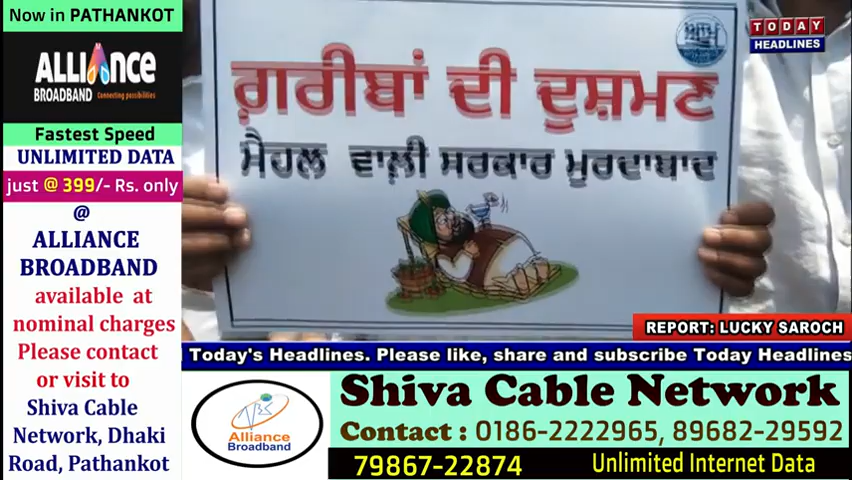 Now in PATHANKOT
ALLIANCE
BROADBAND Connecting possibilities
Fastest Speed
UNLIMITED DATA
just @ 399/- Rs. only
@
ALLIANCE
BROADBAND
available at
nominal charges
Please contact
or visit to
Shiva Cable
Network, Dhaki
Road, Pathankot
ਗ਼ਰੀਬਾਂ ਦੀ ਦੁਸ਼ਮਣ
ਮੈਹਲ ਵਾਲੀ ਸਰਕਾਰ ਮੂਰਦਾਬਾਦ
TODAY
HEADLINES
REPORT: LUCKY SAROCH
Today's Headlines. Please like, share and subscribe Today Headlines
Alliance
Broadband
Shiva Cable Network
Contact : 0186-2222965, 89682-29592
79867-22874 Unlimited Internet Data